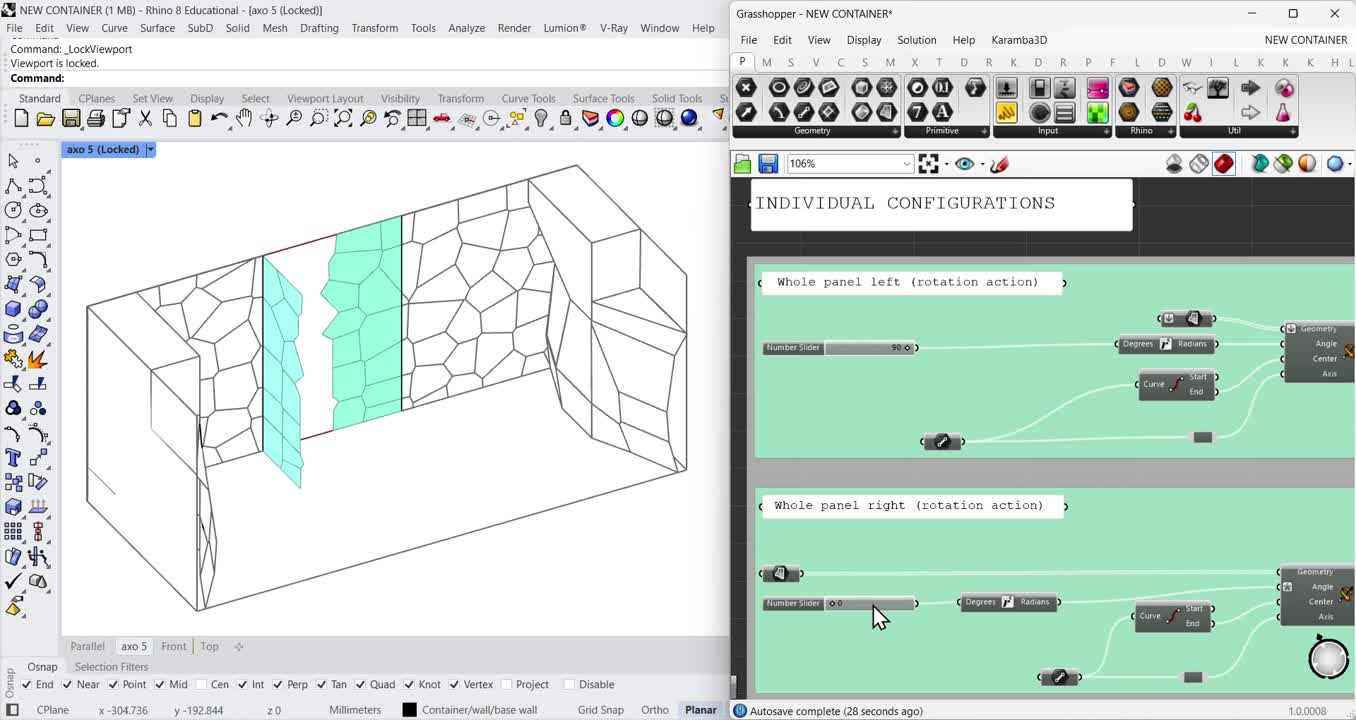 NEW CONTAINER (1 MB) - Rhino 8 Educational - [axo 5 (Locked)]
File Edit View Curve Surface SubD Solid Mesh Drafting Transform Tools Analyze Render Lumion® V-Ray Window Help
Command: _LockViewport
Viewport is locked.
Command:
Standard CPlanes Set View Display Select Viewport Layout Visibility Transform Curve Tools Surface Tools Solid Tools Su
axo 5 (Locked)
Parallel axo 5 Front Top
Osnap Selection Filters
Osnap
End Near Point Mid Cen Int Perp Tan Quad Knot Vertex Project Disable
CPlane x -304.736 y -192.844 z 0 Millimeters Container/wall/base wall Grid Snap Ortho Planar
Grasshopper - NEW CONTAINER*
File Edit View Display Solution Help Karamba3D NEW CONTAINER
P M S V C S M X T D R K B D L W I S K K K H L
Geometry Primitive Input Rhino Util
106%
INDIVIDUAL CONFIGURATIONS
Whole panel left (rotation action)
Number Slider 90
Degrees Radians
Curve Start End
Geometry
Angle
Center
Axis
Whole panel right (rotation action)
Number Slider 0
Degrees Radians
Curve Start End
Geometry
Angle
Center
Axis
Autosave complete (28 seconds ago)
1.0.0008